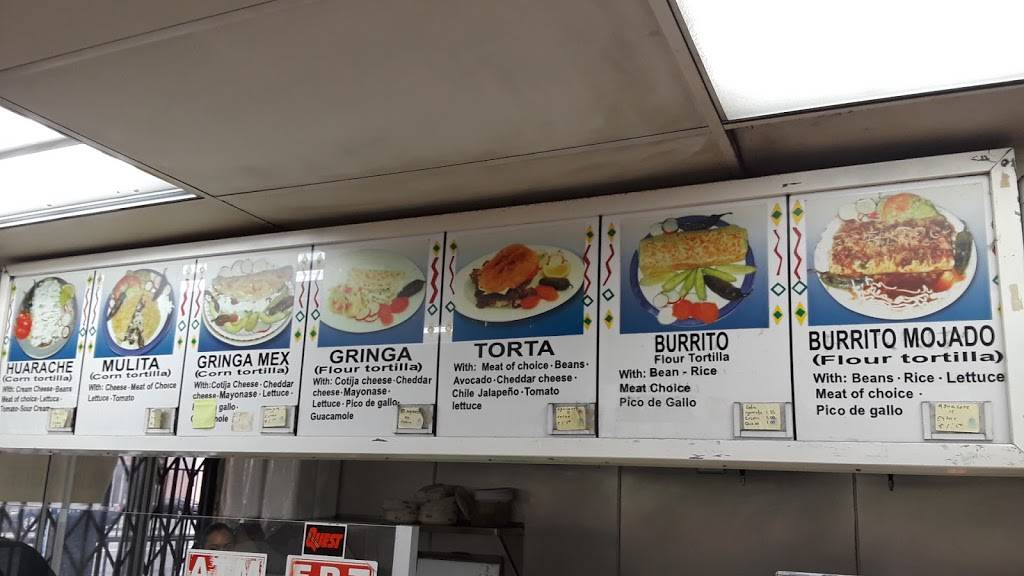 HUARACHE
(Corn tortilla)
With: Cream Cheese·Beans
Meat of choice·Lettuce·
Tomato·Sour Cream
MULITA
(Corn tortilla)
With: Cheese·Meat of Choice
Lettuce·Tomato
GRINGA MEX
(Corn tortilla)
With:Cotija Cheese·Cheddar
cheese·Mayonase·Lettuce·
gallo·
GRINGA
(Flour tortilla)
With: Cotija cheese·Cheddar
cheese·Mayonase·
Lettuce·Pico de gallo·
Guacamole
TORTA
With: Meat of choice·Beans·
Avocado·Cheddar cheese·
Chile Jalapeño·Tomato
lettuce
BURRITO
Flour Tortilla
With: Bean - Rice
Meat Choice
Pico de Gallo
BURRITO MOJADO
(Flour tortilla)
With: Beans·Rice·Lettuce
Meat of choice·
Pico de gallo
QUEST
ATM
EBT